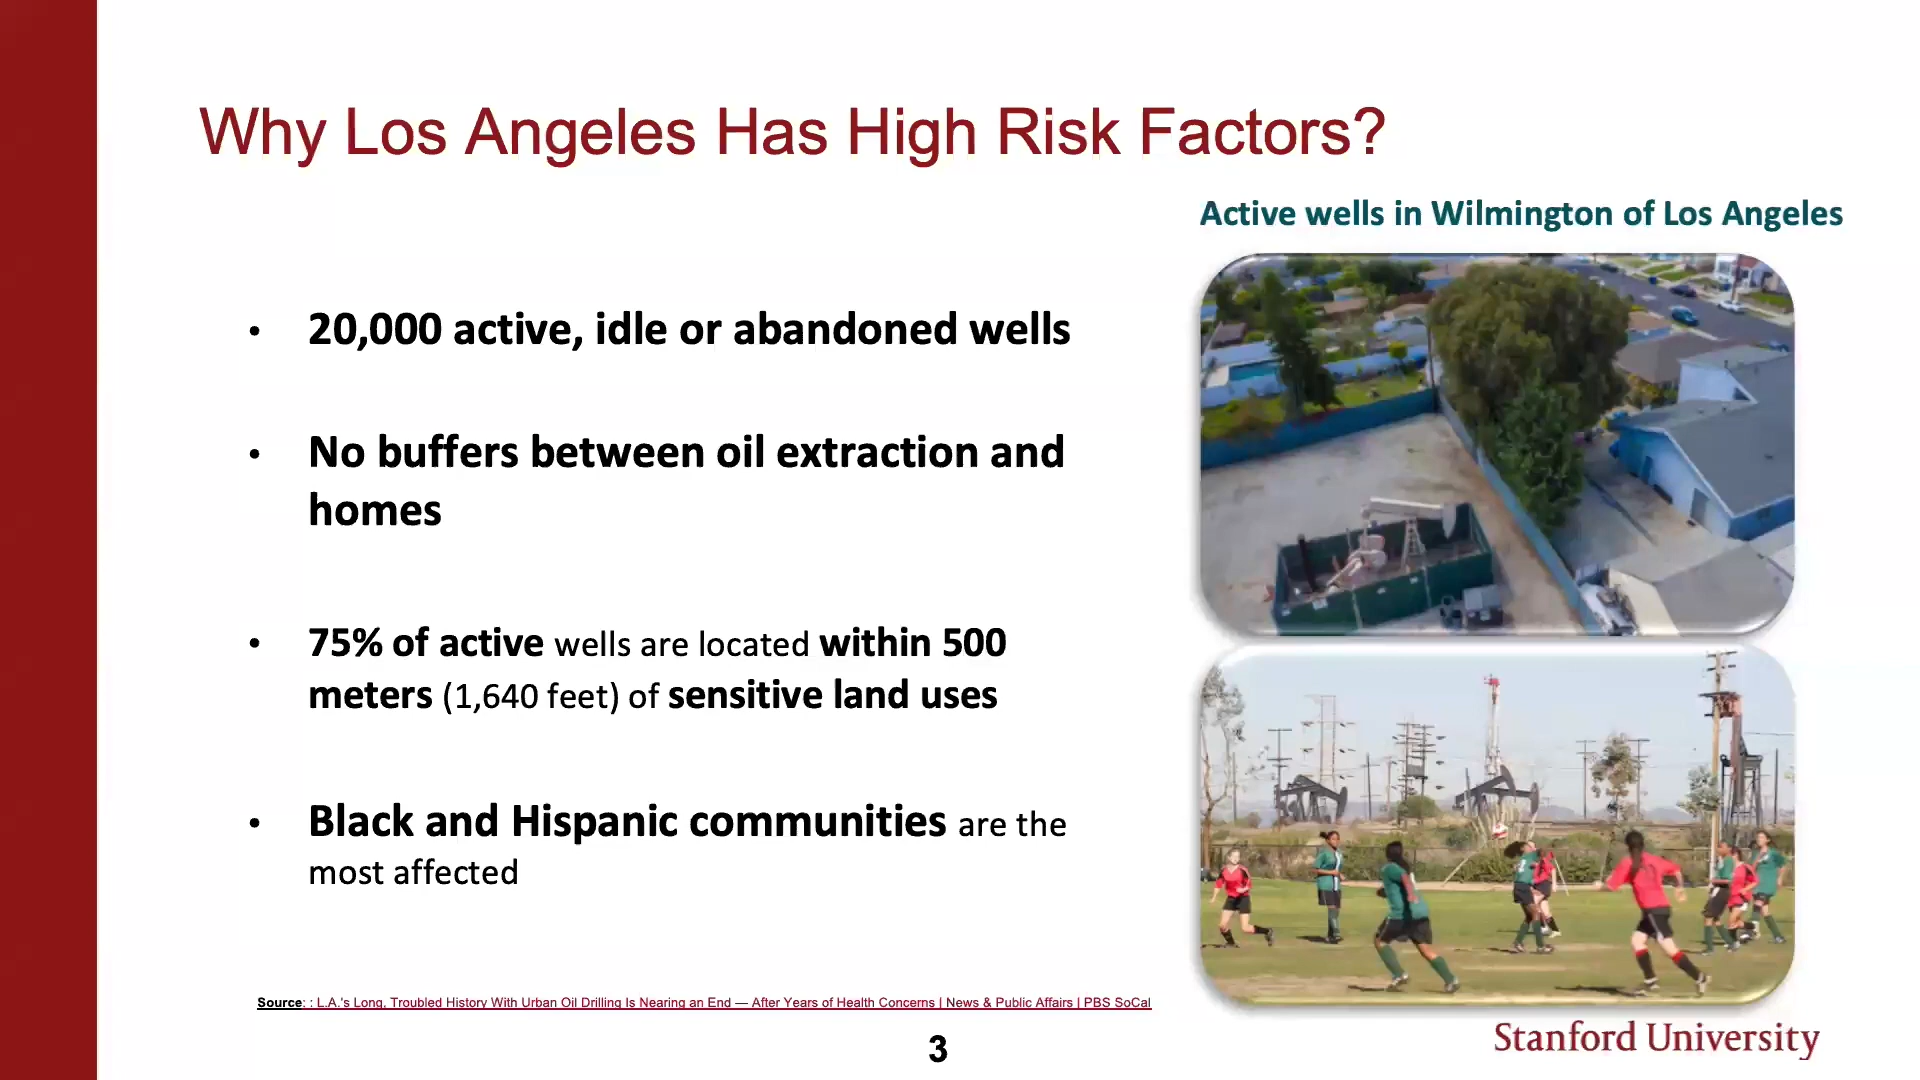 Why Los Angeles Has High Risk Factors?
Active wells in Wilmington of Los Angeles
• 20,000 active, idle or abandoned wells
• No buffers between oil extraction and
homes
• 75% of active wells are located within 500
meters (1,640 feet) of sensitive land uses
• Black and Hispanic communities are the
most affected
Source: : L.A.'s Long, Troubled History With Urban Oil Drilling Is Nearing an End — After Years of Health Concerns | News & Public Affairs | PBS SoCal
3
Stanford University